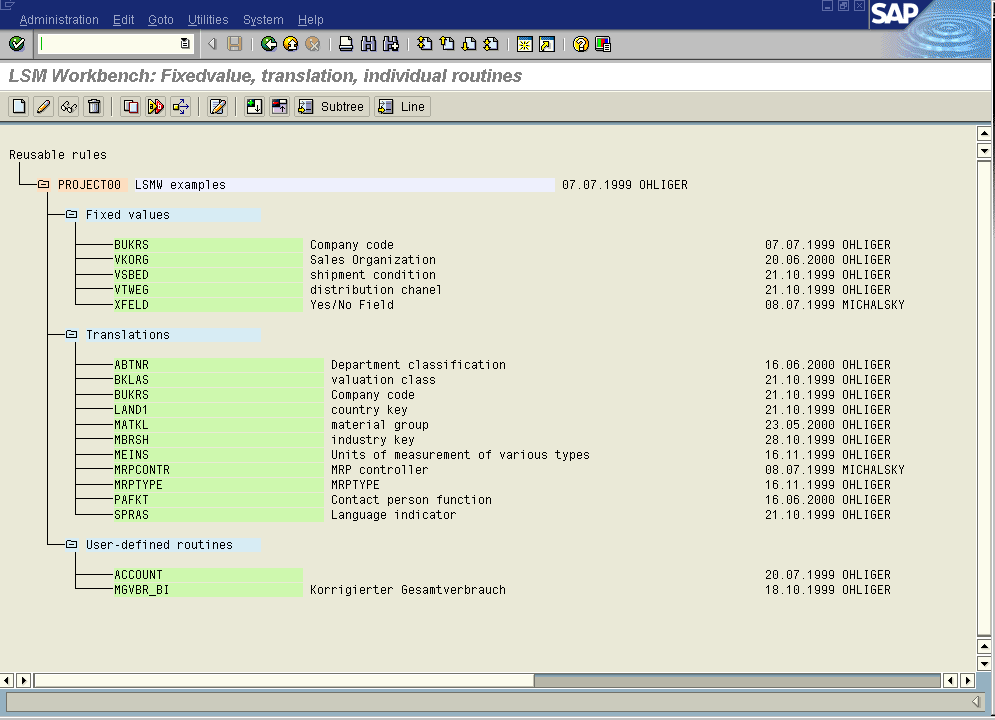 Administration Edit Goto Utilities System Help
SAP
LSM Workbench: Fixedvalue, translation, individual routines
Subtree Line
Reusable rules
PROJECT00 LSMW examples 07.07.1999 OHLIGER
Fixed values
BUKRS Company code 07.07.1999 OHLIGER
VKORG Sales Organization 20.06.2000 OHLIGER
VSBED shipment condition 21.10.1999 OHLIGER
VTWEG distribution chanel 21.10.1999 OHLIGER
XFELD Yes/No Field 08.07.1999 MICHALSKY
Translations
ABTNR Department classification 16.06.2000 OHLIGER
BKLAS valuation class 21.10.1999 OHLIGER
BUKRS Company code 21.10.1999 OHLIGER
LAND1 country key 21.10.1999 OHLIGER
MATKL material group 23.05.2000 OHLIGER
MBRSH industry key 28.10.1999 OHLIGER
MEINS Units of measurement of various types 16.11.1999 OHLIGER
MRPCONTR MRP controller 08.07.1999 MICHALSKY
MRPTYPE MRPTYPE 16.11.1999 OHLIGER
PAFKT Contact person function 16.06.2000 OHLIGER
SPRAS Language indicator 21.10.1999 OHLIGER
User-defined routines
ACCOUNT 20.07.1999 OHLIGER
MGVBR_BI Korrigierter Gesamtverbrauch 18.10.1999 OHLIGER